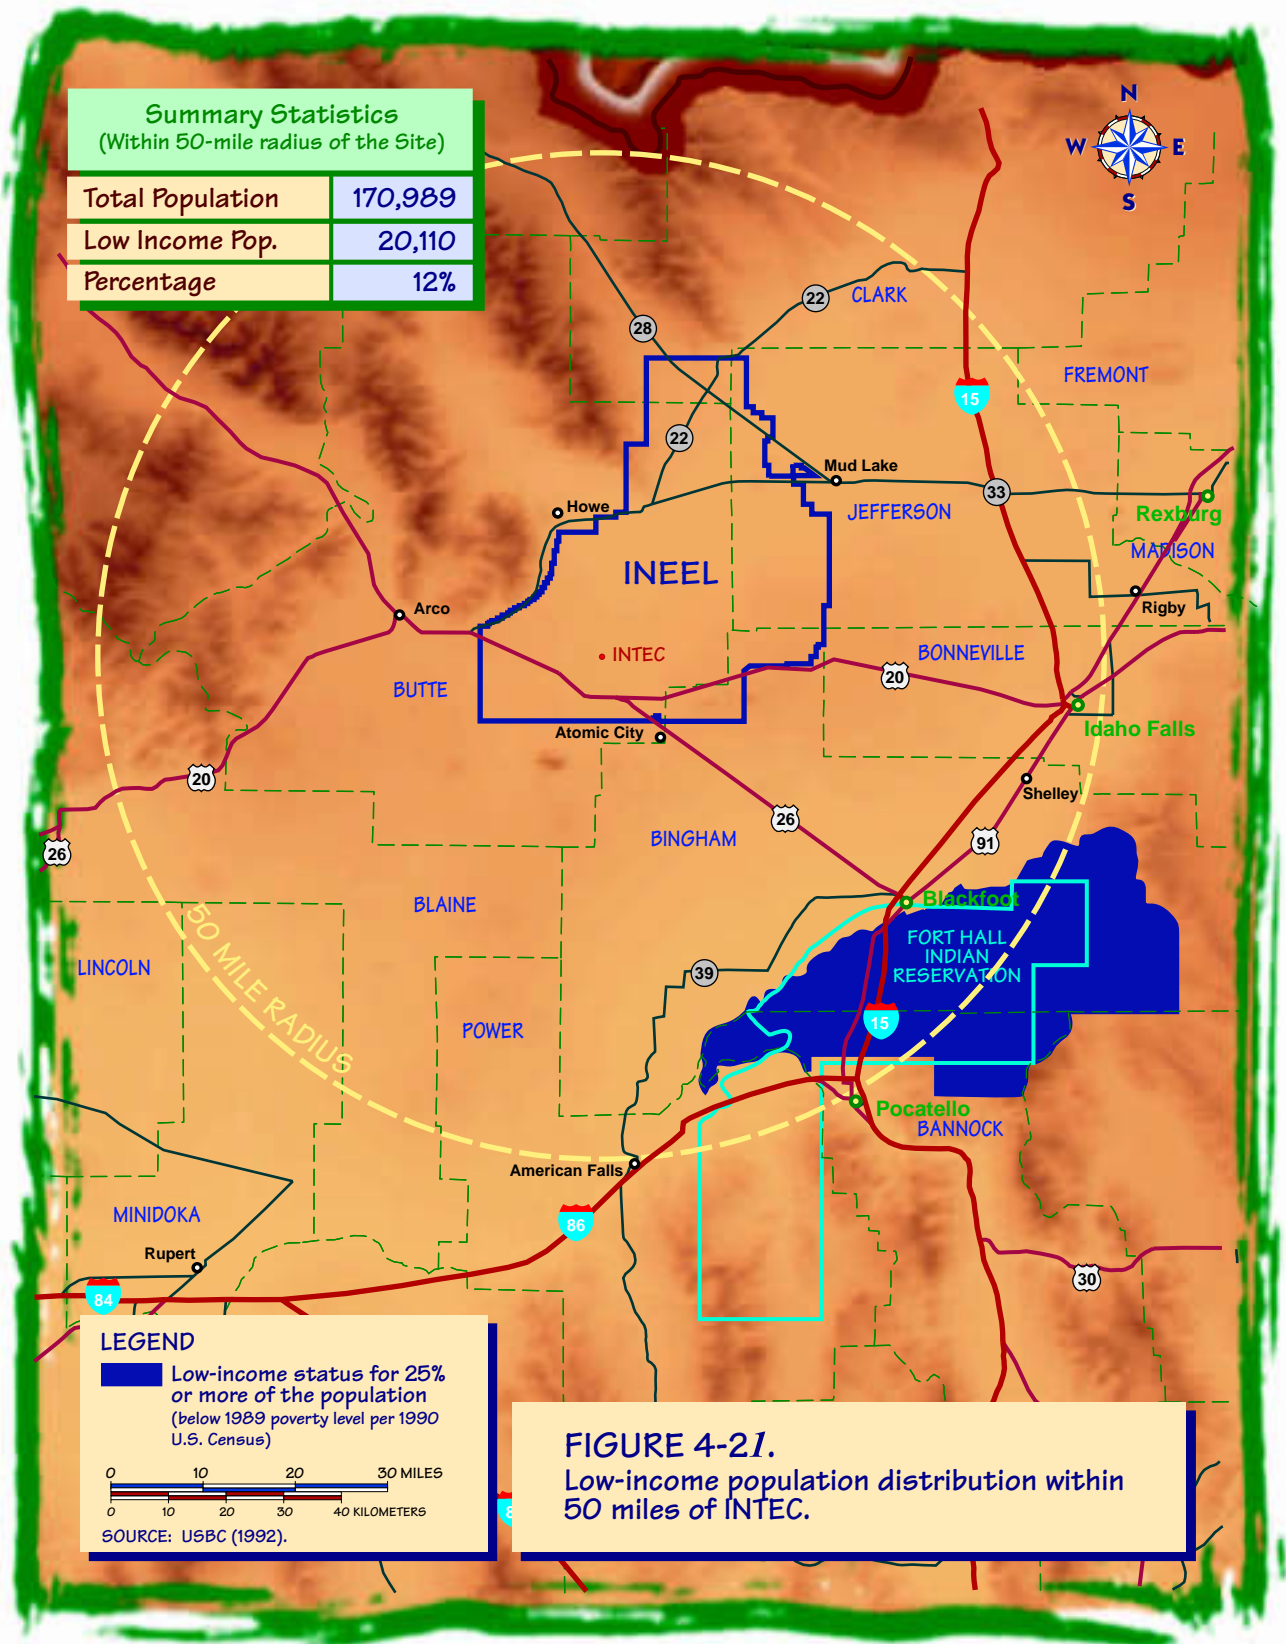 N
W E
S
Summary Statistics
(Within 50-mile radius of the Site)
Total Population 170,989
Low Income Pop. 20,110
Percentage 12%
22
CLARK
28
FREMONT
15
22
Mud Lake
33
Howe
JEFFERSON
Rexburg
MADISON
INEEL
Arco
Rigby
INTEC
BONNEVILLE
BUTTE
20
Atomic City
Idaho Falls
20
Shelley
26
BINGHAM
91
26
BLAINE
Blackfoot
50 MILE RADIUS
FORT HALL
INDIAN
RESERVATION
LINCOLN
39
POWER
15
Pocatello
BANNOCK
American Falls
MINIDOKA
86
Rupert
30
84
LEGEND
Low-income status for 25%
or more of the population
(below 1989 poverty level per 1990
U.S. Census)
0 10 20 30 MILES
0 10 20 30 40 KILOMETERS
SOURCE: USBC (1992).
FIGURE 4-21.
Low-income population distribution within
50 miles of INTEC.